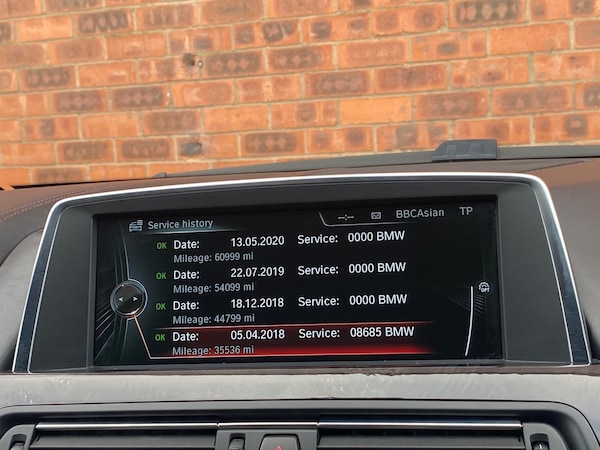 Service history
--:-- BBCAsian TP
OK Date: 13.05.2020 Service: 0000 BMW
Mileage: 60999 mi
OK Date: 22.07.2019 Service: 0000 BMW
Mileage: 54099 mi
OK Date: 18.12.2018 Service: 0000 BMW
Mileage: 44799 mi
OK Date: 05.04.2018 Service: 08685 BMW
Mileage: 35536 mi
OFF